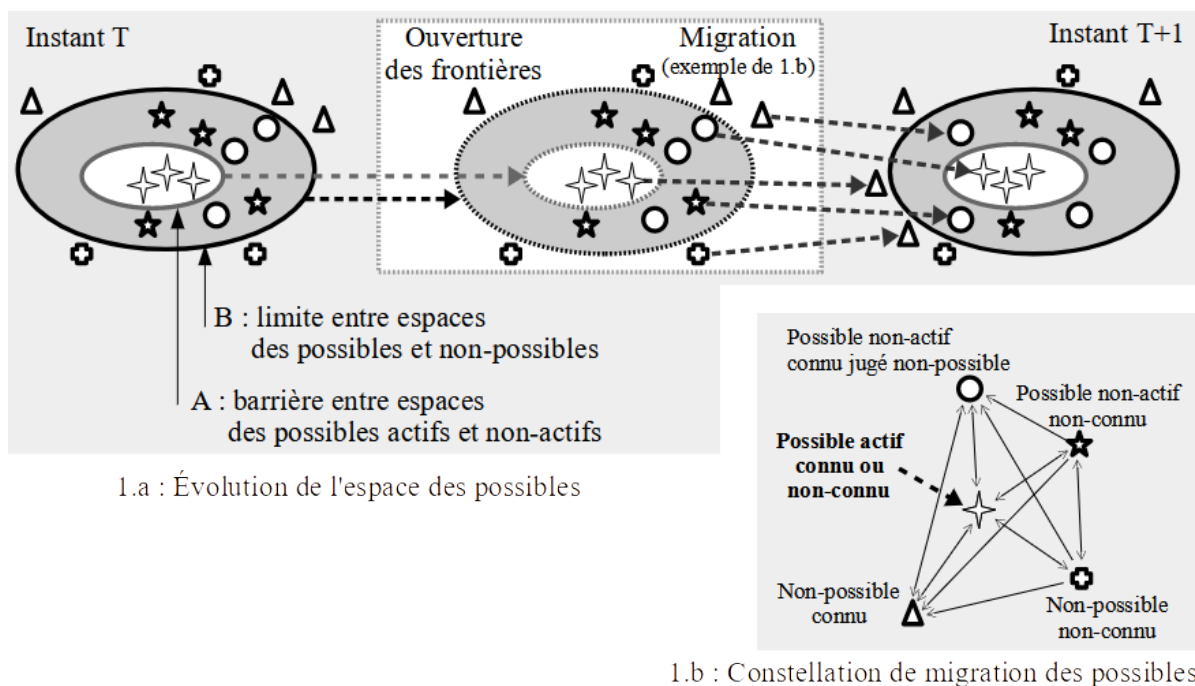 Instant T
Ouverture
des frontières
Migration
(exemple de 1.b)
Instant T+1
B : limite entre espaces
des possibles et non-possibles
A : barrière entre espaces
des possibles actifs et non-actifs
1.a : Évolution de l'espace des possibles
Possible non-actif
connu jugé non-possible
Possible non-actif
non-connu
Possible actif
connu ou
non-connu
Non-possible
connu
Non-possible
non-connu
1.b : Constellation de migration des possibles